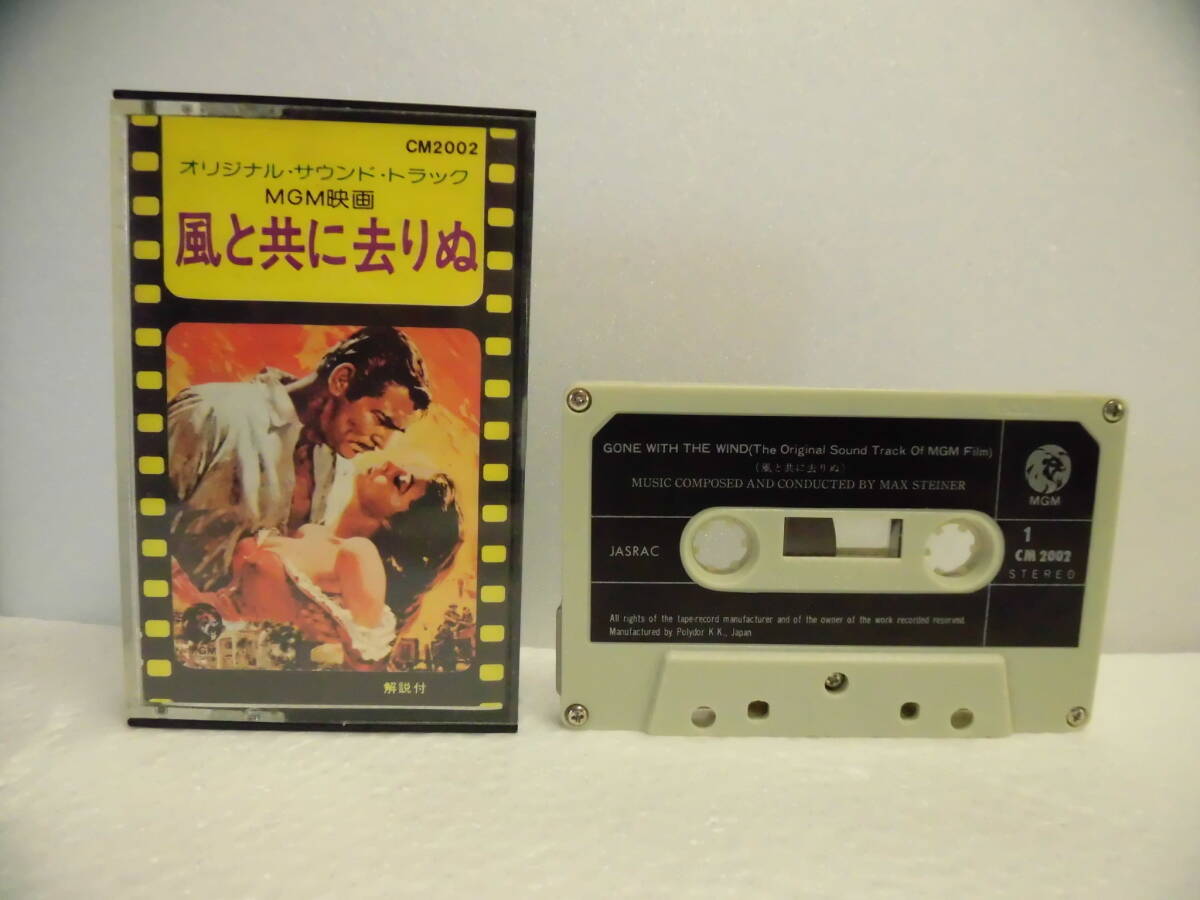 CM2002
オリジナル・サウンド・トラック
MGM映画
風と共に去りぬ
MGM
解説付
GONE WITH THE WIND(The Original Sound Track Of MGM Film)
(風と共に去りぬ)
MUSIC COMPOSED AND CONDUCTED BY MAX STEINER
MGM
JASRAC
1
CM 2002
STEREO
All rights of the tape-record manufacturer and of the owner of the work recorded reserved.
Manufactured by Polydor K.K., Japan